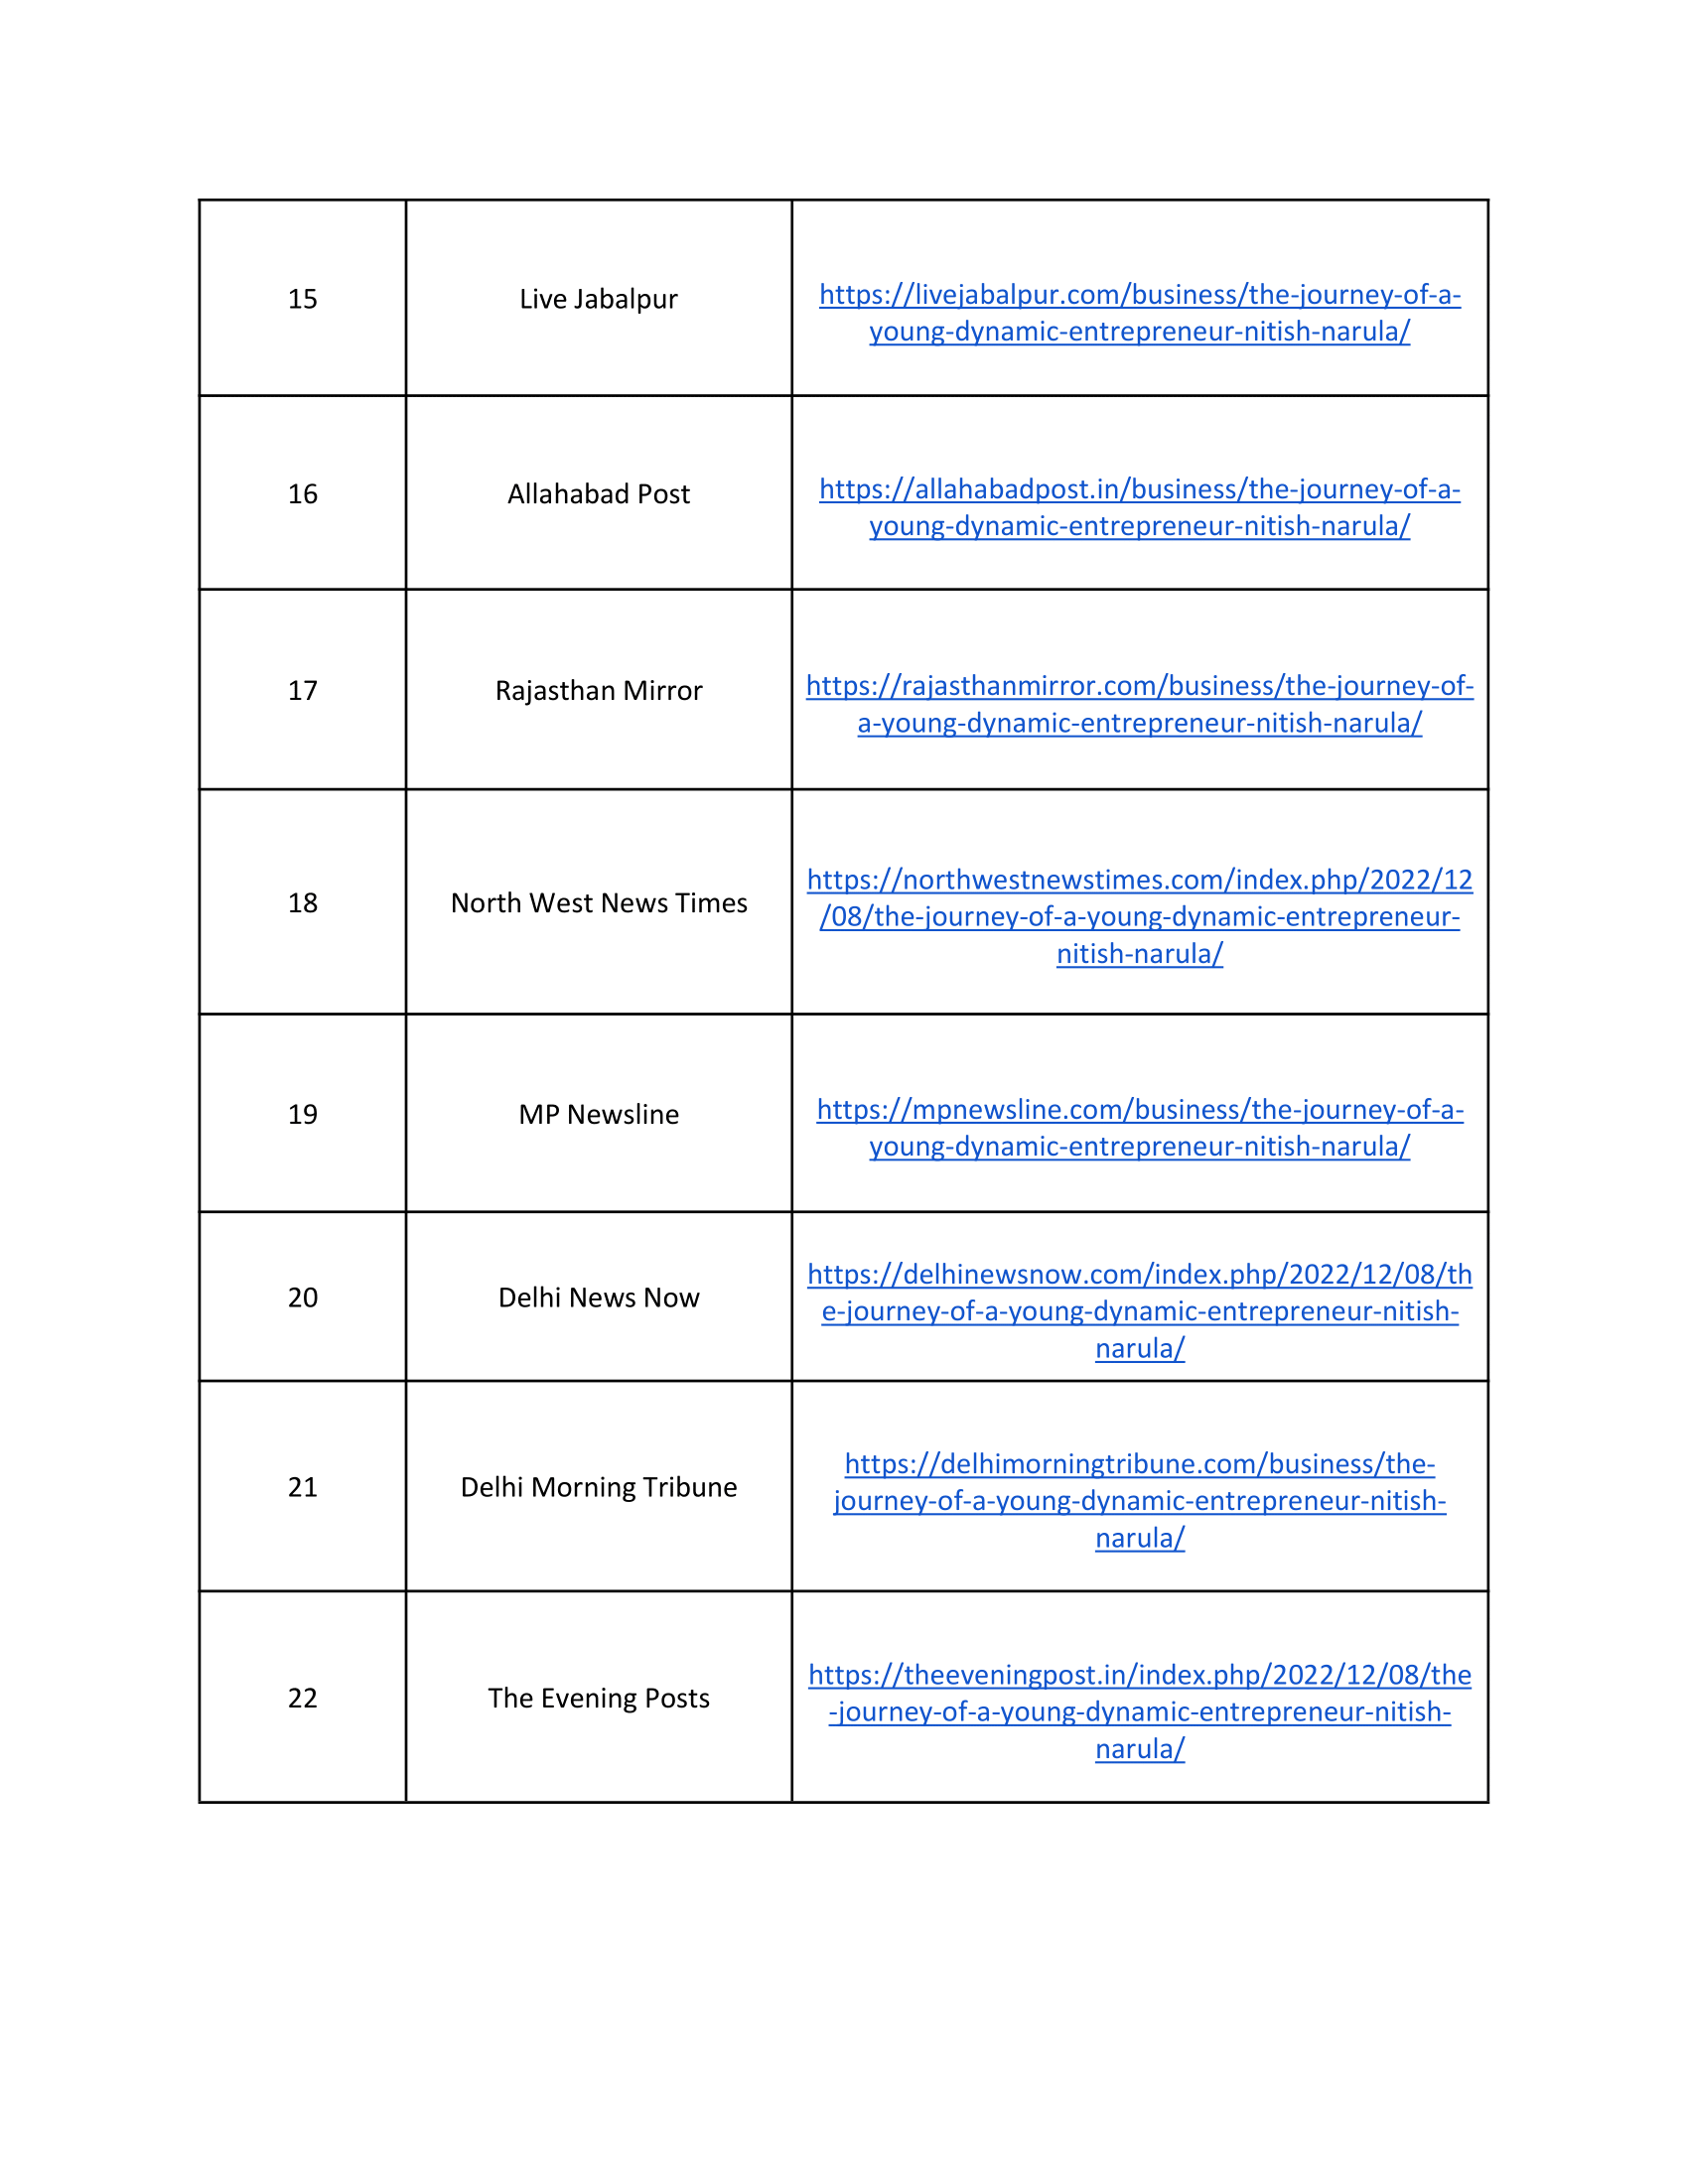 15
Live Jabalpur
https://livejabalpur.com/business/the-journey-of-a-
young-dynamic-entrepreneur-nitish-narula/
16
Allahabad Post
https://allahabadpost.in/business/the-journey-of-a-
young-dynamic-entrepreneur-nitish-narula/
17
Rajasthan Mirror
https://rajasthanmirror.com/business/the-journey-of-
a-young-dynamic-entrepreneur-nitish-narula/
18
North West News Times
https://northwestnewstimes.com/index.php/2022/12
/08/the-journey-of-a-young-dynamic-entrepreneur-
nitish-narula/
19
MP Newsline
https://mpnewsline.com/business/the-journey-of-a-
young-dynamic-entrepreneur-nitish-narula/
20
Delhi News Now
https://delhinewsnow.com/index.php/2022/12/08/th
e-journey-of-a-young-dynamic-entrepreneur-nitish-
narula/
21
Delhi Morning Tribune
https://delhimorningtribune.com/business/the-
journey-of-a-young-dynamic-entrepreneur-nitish-
narula/
22
The Evening Posts
https://theeveningpost.in/index.php/2022/12/08/the
-journey-of-a-young-dynamic-entrepreneur-nitish-
narula/